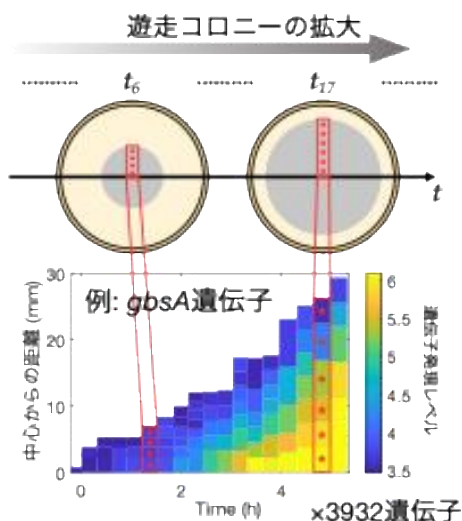 遊走コロニーの拡大
t6
t17
t
例: gbsA遺伝子
中心からの距離 (mm)
30
20
10
0
0
2
4
Time (h)
6
5.5
5
4.5
4
3.5
遺伝子発現レベル
×3932遺伝子